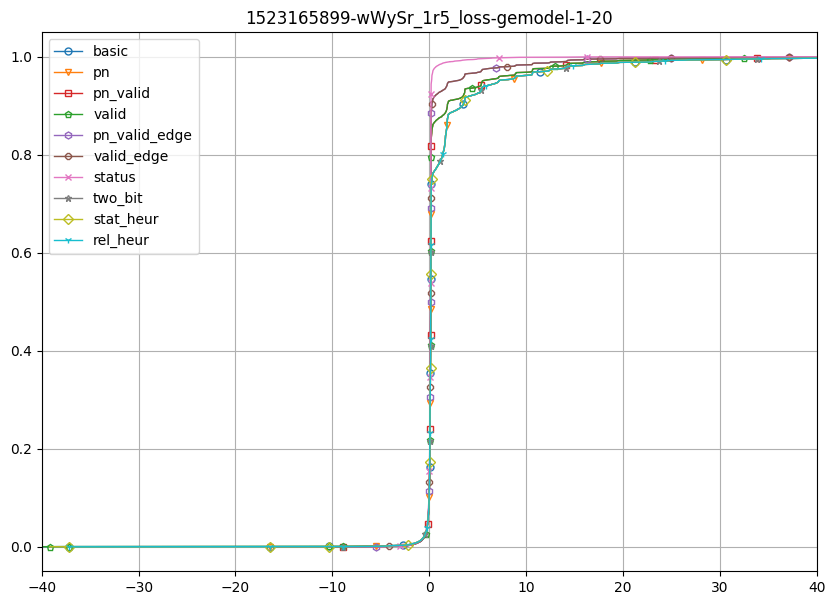 1523165899-wWySr_1r5_loss-gemodel-1-20
1.0
0.8
0.6
0.4
0.2
0.0
basic
pn
pn_valid
valid
pn_valid_edge
valid_edge
status
two_bit
stat_heur
rel_heur
−40 −30 −20 −10 0 10 20 30 40